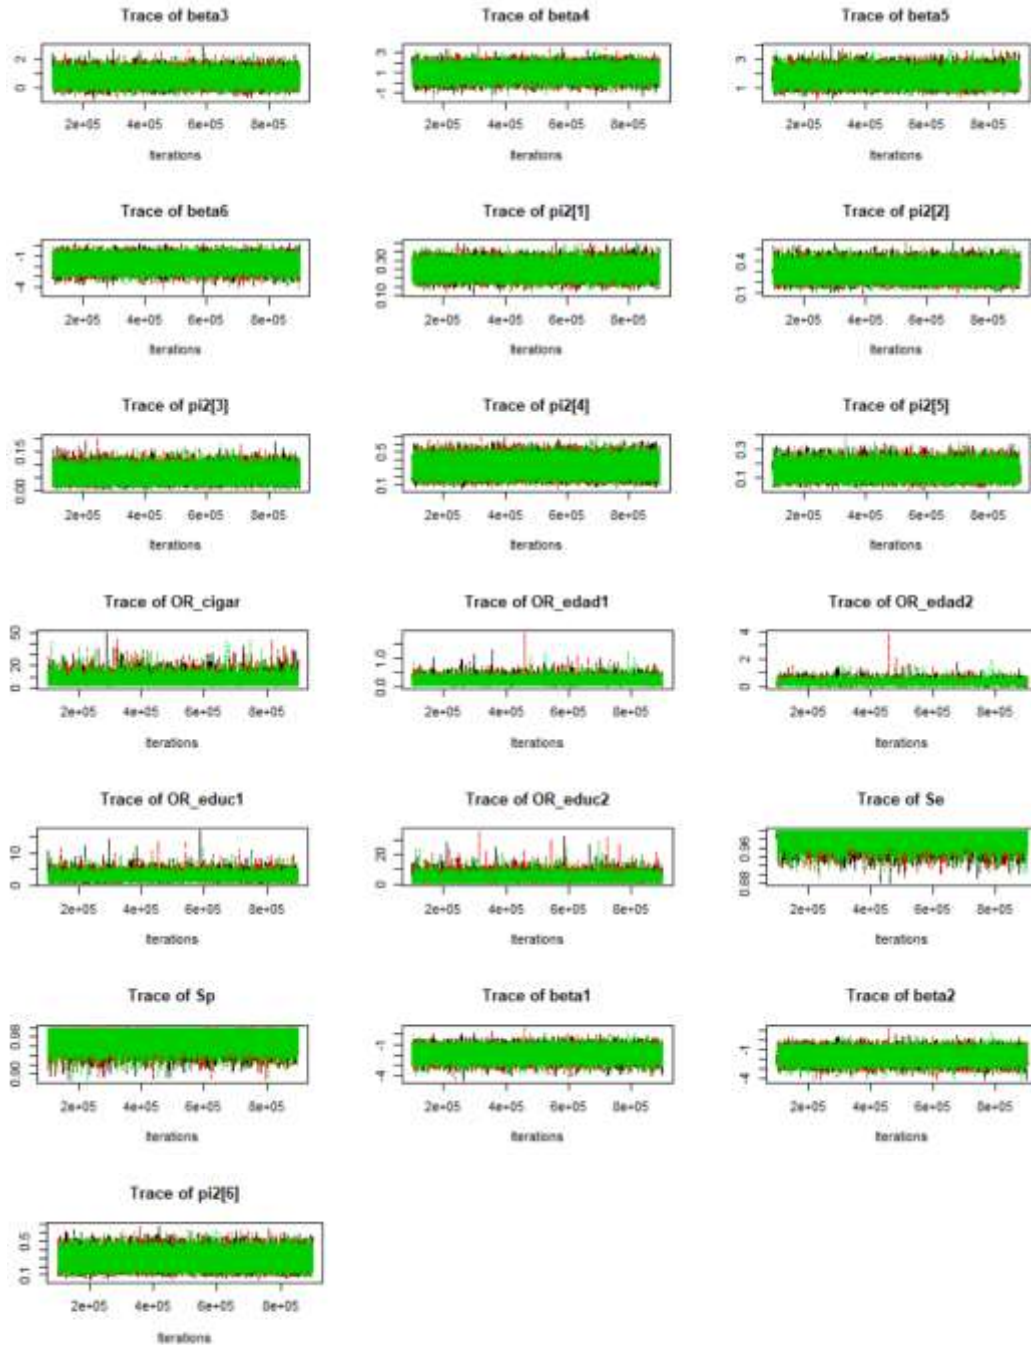 Trace of beta3
Trace of beta4
Trace of beta5
2
0
3
1
-1
3
1
2e+05 4e+05 6e+05 8e+05
2e+05 4e+05 6e+05 8e+05
2e+05 4e+05 6e+05 8e+05
Iterations
Iterations
Iterations
Trace of beta6
Trace of pi2[1]
Trace of pi2[2]
-1
-4
0.30
0.10
0.4
0.1
2e+05 4e+05 6e+05 8e+05
2e+05 4e+05 6e+05 8e+05
2e+05 4e+05 6e+05 8e+05
Iterations
Iterations
Iterations
Trace of pi2[3]
Trace of pi2[4]
Trace of pi2[5]
0.15
0.00
0.5
0.1
0.3
0.1
2e+05 4e+05 6e+05 8e+05
2e+05 4e+05 6e+05 8e+05
2e+05 4e+05 6e+05 8e+05
Iterations
Iterations
Iterations
Trace of OR_cigar
Trace of OR_edad1
Trace of OR_edad2
50
20
0
1.0
0.0
4
2
0
2e+05 4e+05 6e+05 8e+05
2e+05 4e+05 6e+05 8e+05
2e+05 4e+05 6e+05 8e+05
Iterations
Iterations
Iterations
Trace of OR_educ1
Trace of OR_educ2
Trace of Se
10
0
20
0
0.96
0.88
2e+05 4e+05 6e+05 8e+05
2e+05 4e+05 6e+05 8e+05
2e+05 4e+05 6e+05 8e+05
Iterations
Iterations
Iterations
Trace of Sp
Trace of beta1
Trace of beta2
0.98
0.90
-1
-4
-1
-4
2e+05 4e+05 6e+05 8e+05
2e+05 4e+05 6e+05 8e+05
2e+05 4e+05 6e+05 8e+05
Iterations
Iterations
Iterations
Trace of pi2[6]
0.5
0.1
2e+05 4e+05 6e+05 8e+05
Iterations